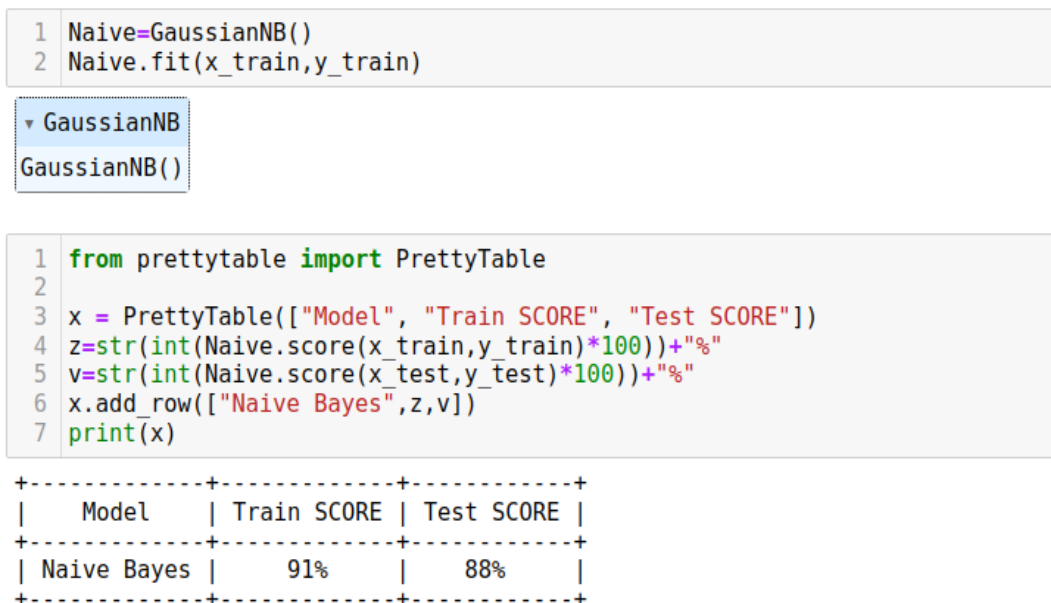 1 Naive=GaussianNB()
2 Naive.fit(x_train,y_train)
▾ GaussianNB
GaussianNB()
1 from prettytable import PrettyTable
2
3 x = PrettyTable(["Model", "Train SCORE", "Test SCORE"])
4 z=str(int(Naive.score(x_train,y_train)*100))+"%"
5 v=str(int(Naive.score(x_test,y_test)*100))+"%"
6 x.add_row(["Naive Bayes",z,v])
7 print(x)
+-------------+-------------+------------+
|    Model    | Train SCORE | Test SCORE |
+-------------+-------------+------------+
| Naive Bayes |     91%     |    88%     |
+-------------+-------------+------------+